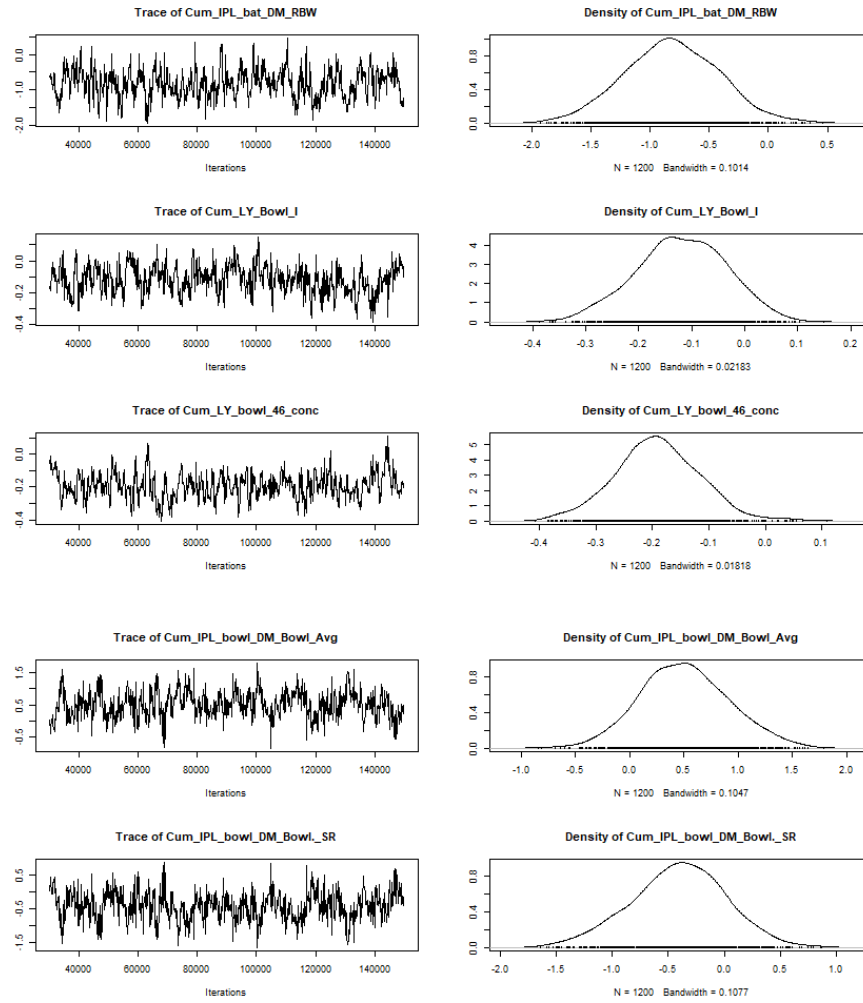 Trace of Cum_IPL_bat_DM_RBW
Density of Cum_IPL_bat_DM_RBW
-2.0 -1.0 0.0
40000 60000 80000 100000 120000 140000
Iterations
0.0 0.4 0.8
-2.0 -1.5 -1.0 -0.5 0.0 0.5
N = 1200 Bandwidth = 0.1014
Trace of Cum_LY_Bowl_I
Density of Cum_LY_Bowl_I
-0.4 -0.2 0.0
40000 60000 80000 100000 120000 140000
Iterations
0 1 2 3 4
-0.4 -0.3 -0.2 -0.1 0.0 0.1 0.2
N = 1200 Bandwidth = 0.02183
Trace of Cum_LY_bowl_46_conc
Density of Cum_LY_bowl_46_conc
-0.4 -0.2 0.0
40000 60000 80000 100000 120000 140000
Iterations
0 1 2 3 4 5
-0.4 -0.3 -0.2 -0.1 0.0 0.1
N = 1200 Bandwidth = 0.01818
Trace of Cum_IPL_bowl_DM_Bowl_Avg
Density of Cum_IPL_bowl_DM_Bowl_Avg
-0.5 0.5 1.5
40000 60000 80000 100000 120000 140000
Iterations
0.0 0.4 0.8
-1.0 -0.5 0.0 0.5 1.0 1.5 2.0
N = 1200 Bandwidth = 0.1047
Trace of Cum_IPL_bowl_DM_Bowl._SR
Density of Cum_IPL_bowl_DM_Bowl._SR
-1.5 -0.5 0.5
40000 60000 80000 100000 120000 140000
Iterations
0.0 0.4 0.8
-2.0 -1.5 -1.0 -0.5 0.0 0.5 1.0
N = 1200 Bandwidth = 0.1077